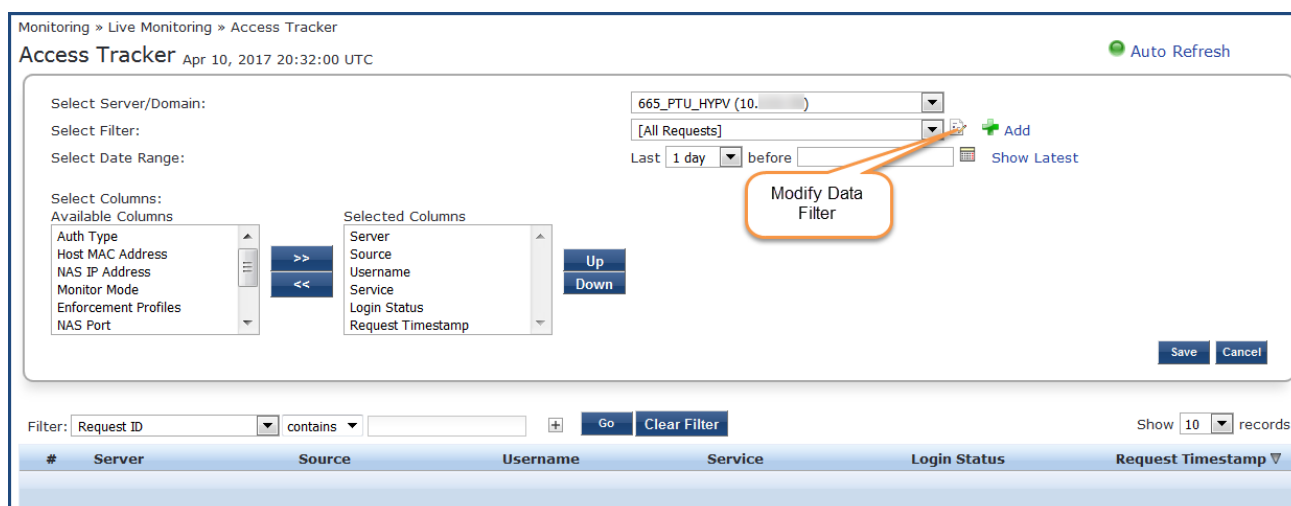 Monitoring » Live Monitoring » Access Tracker
Access Tracker Apr 10, 2017 20:32:00 UTC
Auto Refresh
Select Server/Domain:
665_PTU_HYPV (10. )
Select Filter:
[All Requests]
Add
Select Date Range:
Last 1 day before
Show Latest
Modify Data
Filter
Select Columns:
Available Columns
Auth Type
Host MAC Address
NAS IP Address
Monitor Mode
Enforcement Profiles
NAS Port
>>
<<
Selected Columns
Server
Source
Username
Service
Login Status
Request Timestamp
Up
Down
Save Cancel
Filter: Request ID contains + Go Clear Filter Show 10 records
# Server Source Username Service Login Status Request Timestamp